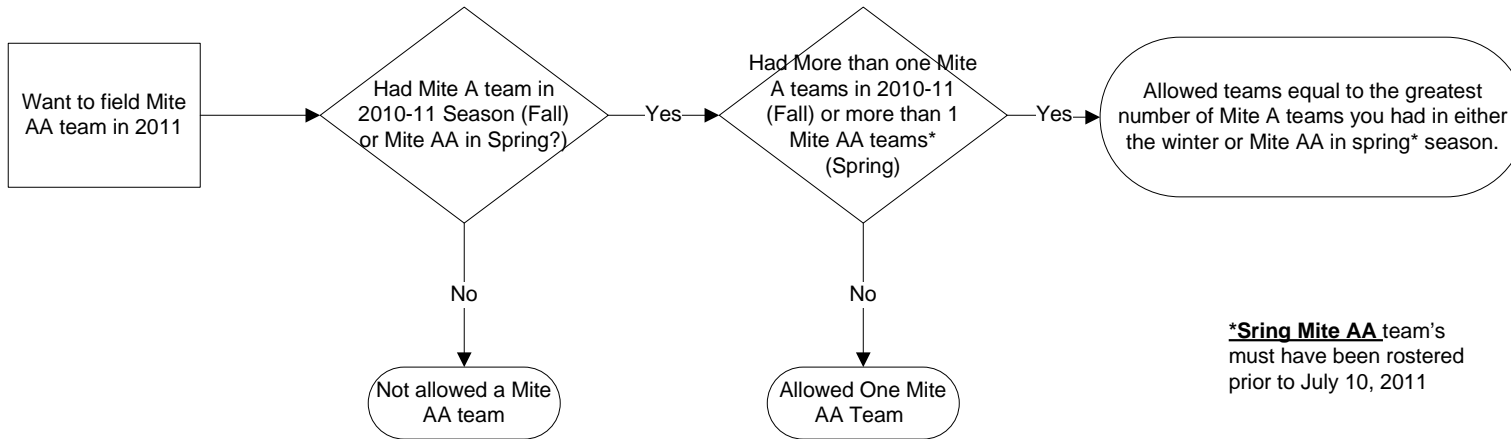 Want to field Mite
AA team in 2011
Had Mite A team in
2010-11 Season (Fall)
or Mite AA in Spring?)
Yes
Had More than one Mite
A teams in 2010-11
(Fall) or more than 1
Mite AA teams*
(Spring)
Yes
Allowed teams equal to the greatest
number of Mite A teams you had in either
the winter or Mite AA in spring* season.
No
No
Not allowed a Mite
AA team
Allowed One Mite
AA Team
*Sring Mite AA team’s
must have been rostered
prior to July 10, 2011